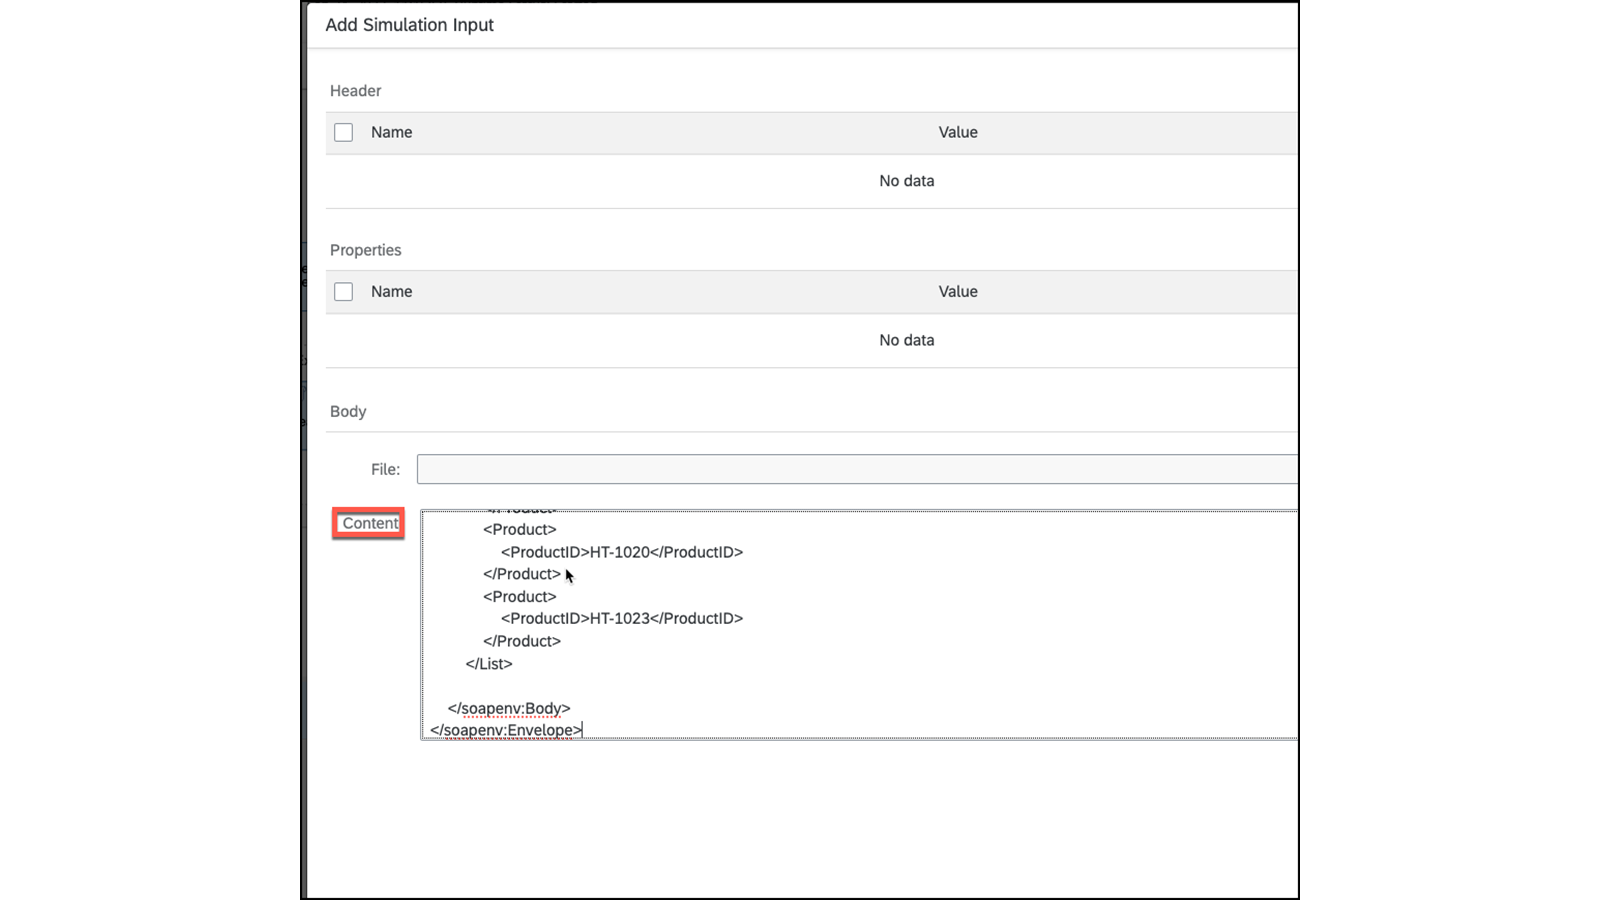 Add Simulation Input
Header
Name Value
No data
Properties
Name Value
No data
Body
File:
Content
<Product>
<ProductID>HT-1020</ProductID>
</Product>
<Product>
<ProductID>HT-1023</ProductID>
</Product>
</List>
</soapenv:Body>
</soapenv:Envelope>